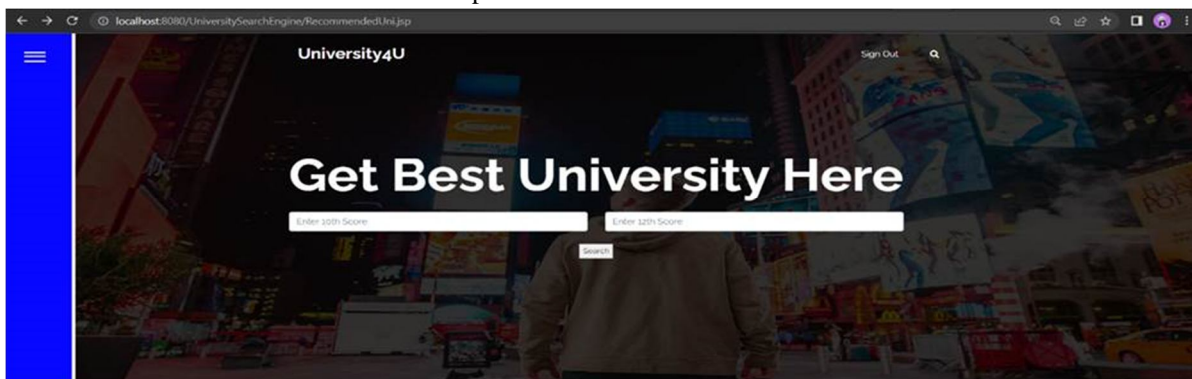 localhost:8080/UniversitySearchEngine/RecommendedUni.jsp
University4U
Sign Out
Get Best University Here
Enter 10th Score
Enter 12th Score
Search